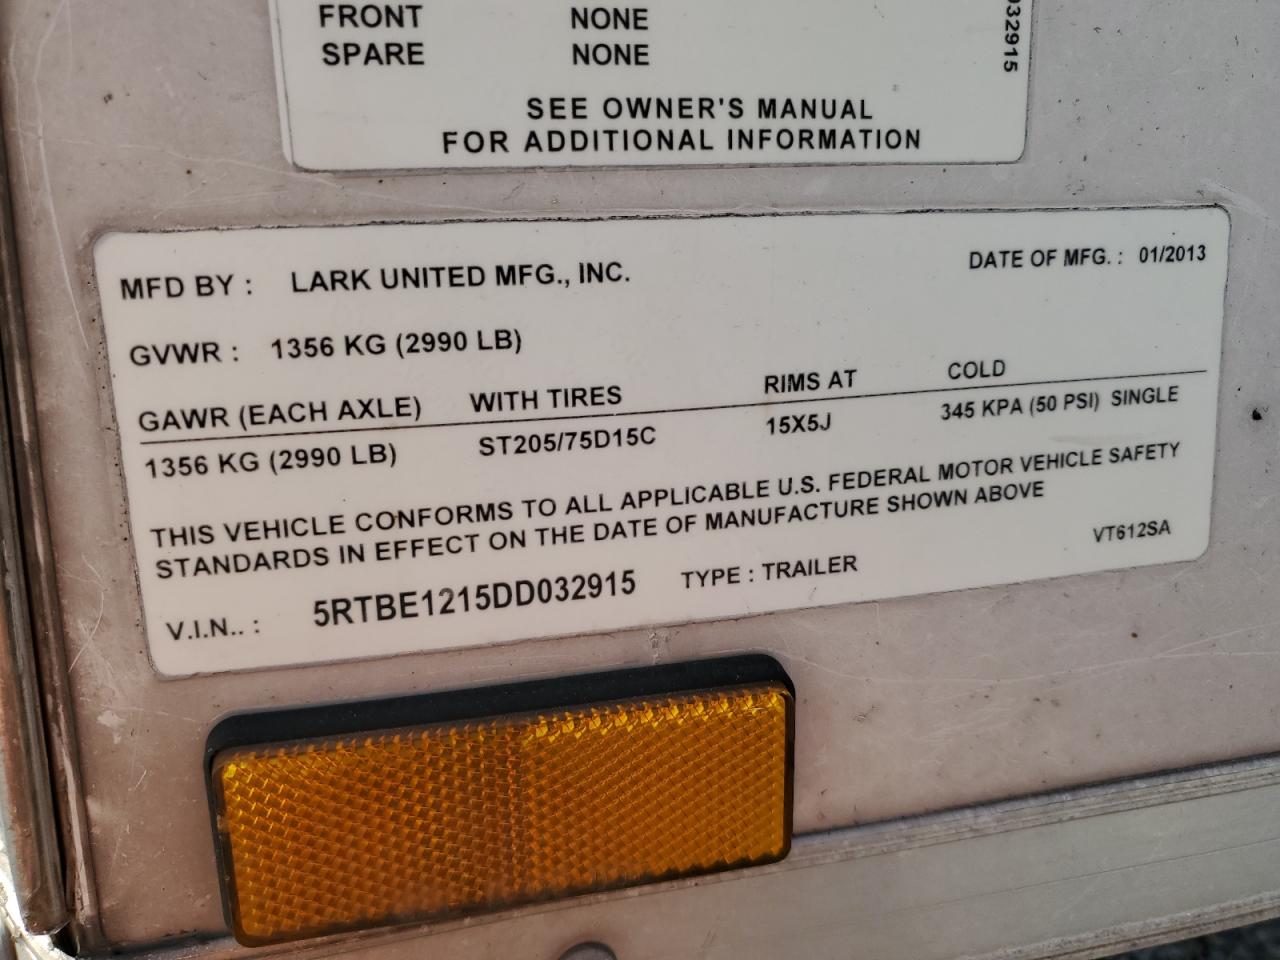 FRONT NONE
SPARE NONE
SEE OWNER'S MANUAL
FOR ADDITIONAL INFORMATION
032915
MFD BY : LARK UNITED MFG., INC. DATE OF MFG. : 01/2013
GVWR : 1356 KG (2990 LB)
GAWR (EACH AXLE) WITH TIRES RIMS AT COLD
1356 KG (2990 LB) ST205/75D15C 15X5J 345 KPA (50 PSI) SINGLE
THIS VEHICLE CONFORMS TO ALL APPLICABLE U.S. FEDERAL MOTOR VEHICLE SAFETY
STANDARDS IN EFFECT ON THE DATE OF MANUFACTURE SHOWN ABOVE
V.I.N.. : 5RTBE1215DD032915 TYPE : TRAILER VT612SA